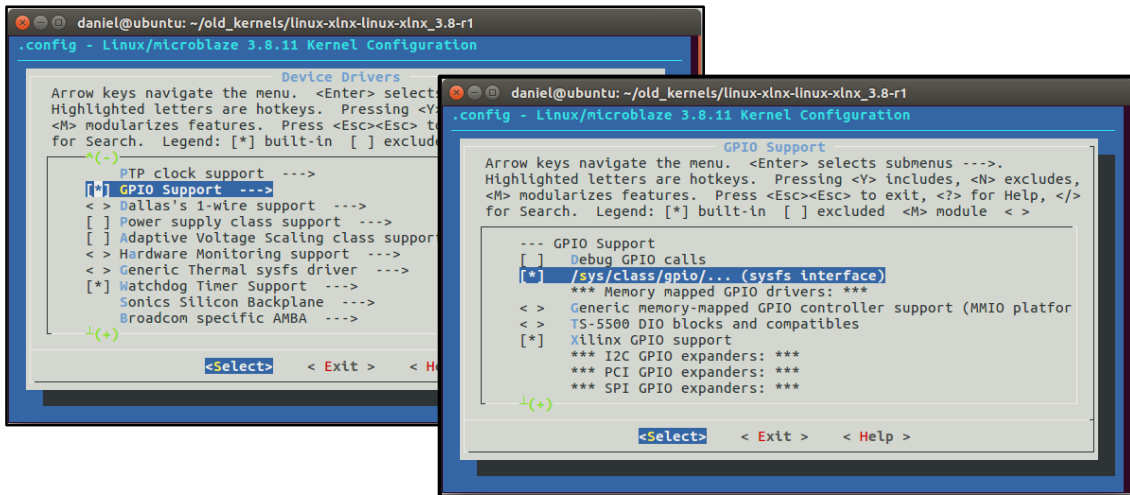 daniel@ubuntu: ~/old_kernels/linux-xlnx-linux-xlnx_3.8-r1
.config - Linux/microblaze 3.8.11 Kernel Configuration
Device Drivers
Arrow keys navigate the menu. <Enter> selects
Highlighted letters are hotkeys. Pressing <Y>
<M> modularizes features. Press <Esc><Esc> to
for Search. Legend: [*] built-in [ ] exclude
^(-)
PTP clock support --->
[*] GPIO Support --->
< > Dallas's 1-wire support --->
[ ] Power supply class support --->
[ ] Adaptive Voltage Scaling class support
< > Hardware Monitoring support --->
< > Generic Thermal sysfs driver --->
[*] Watchdog Timer Support --->
Sonics Silicon Backplane --->
Broadcom specific AMBA --->
┴(+)
<Select> < Exit > < H
daniel@ubuntu: ~/old_kernels/linux-xlnx-linux-xlnx_3.8-r1
.config - Linux/microblaze 3.8.11 Kernel Configuration
GPIO Support
Arrow keys navigate the menu. <Enter> selects submenus --->.
Highlighted letters are hotkeys. Pressing <Y> includes, <N> excludes,
<M> modularizes features. Press <Esc><Esc> to exit, <?> for Help, </>
for Search. Legend: [*] built-in [ ] excluded <M> module < >
--- GPIO Support
[ ] Debug GPIO calls
[*] /sys/class/gpio/... (sysfs interface)
*** Memory mapped GPIO drivers: ***
< > Generic memory-mapped GPIO controller support (MMIO platfor
< > TS-5500 DIO blocks and compatibles
[*] Xilinx GPIO support
*** I2C GPIO expanders: ***
*** PCI GPIO expanders: ***
*** SPI GPIO expanders: ***
┴(+)
<Select> < Exit > < Help >